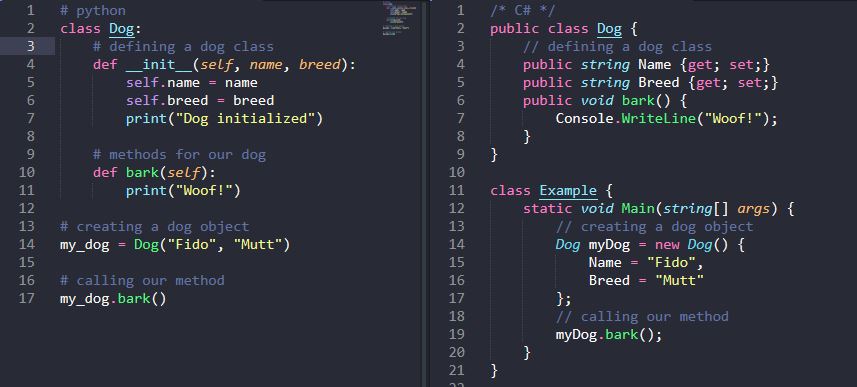 1 # python
2 class Dog:
3     # defining a dog class
4     def __init__(self, name, breed):
5         self.name = name
6         self.breed = breed
7         print("Dog initialized")
8
9     # methods for our dog
10     def bark(self):
11         print("Woof!")
12
13 # creating a dog object
14 my_dog = Dog("Fido", "Mutt")
15
16 # calling our method
17 my_dog.bark()
1 /* C# */
2 public class Dog {
3     // defining a dog class
4     public string Name {get; set;}
5     public string Breed {get; set;}
6     public void bark() {
7         Console.WriteLine("Woof!");
8     }
9 }
10
11 class Example {
12     static void Main(string[] args) {
13         // creating a dog object
14         Dog myDog = new Dog() {
15             Name = "Fido",
16             Breed = "Mutt"
17         };
18         // calling our method
19         myDog.bark();
20     }
21 }